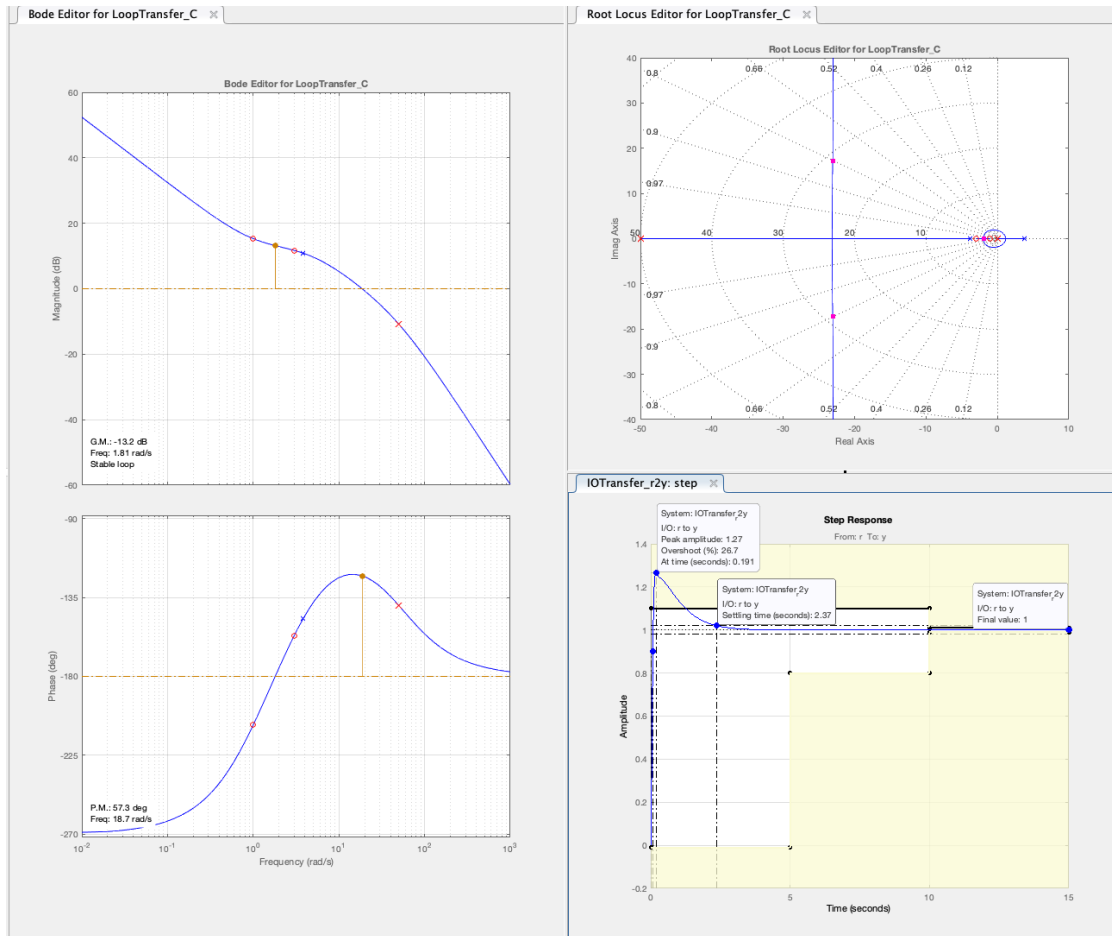 Bode Editor for LoopTransfer_C
Bode Editor for LoopTransfer_C
60
40
20
0
-20
-40
-60
Magnitude (dB)
G.M.: -13.2 dB
Freq: 1.81 rad/s
Stable loop
-90
-135
-180
-225
-270
Phase (deg)
P.M.: 57.3 deg
Freq: 18.7 rad/s
10-2
10-1
100
101
102
103
Frequency (rad/s)
Root Locus Editor for LoopTransfer_C
Root Locus Editor for LoopTransfer_C
40
30
20
10
0
-10
-20
-30
-40
Imag Axis
0.8
0.66
0.52
0.4
0.26
0.12
0.9
0.97
50
40
30
20
10
0.97
0.9
0.8
0.66
0.52
0.4
0.26
0.12
-50
-40
-30
-20
-10
0
10
Real Axis
IOTransfer_r2y: step
Step Response
From: r To: y
System: IOTransfer_r2y
I/O: r to y
Peak amplitude: 1.27
Overshoot (%): 26.7
At time (seconds): 0.191
System: IOTransfer_r2y
I/O: r to y
Settling time (seconds): 2.37
System: IOTransfer_r2y
I/O: r to y
Final value: 1
1.4
1.2
1
0.8
0.6
0.4
0.2
0
-0.2
Amplitude
0
5
10
15
Time (seconds)